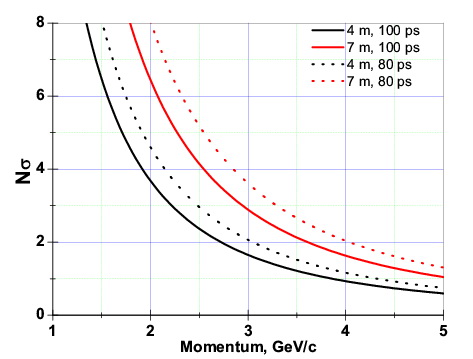 8
6
4
2
0
Nσ
4 m, 100 ps
7 m, 100 ps
4 m, 80 ps
7 m, 80 ps
1 2 3 4 5
Momentum, GeV/c